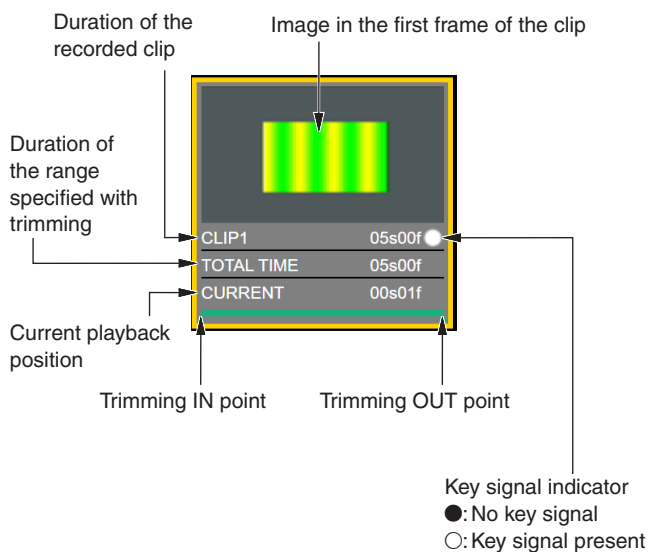 Duration of the
recorded clip
Image in the first frame of the clip
Duration of
the range
specified with
trimming
CLIP1 05s00f
TOTAL TIME 05s00f
CURRENT 00s01f
Current playback
position
Trimming IN point
Trimming OUT point
Key signal indicator
●: No key signal
○: Key signal present